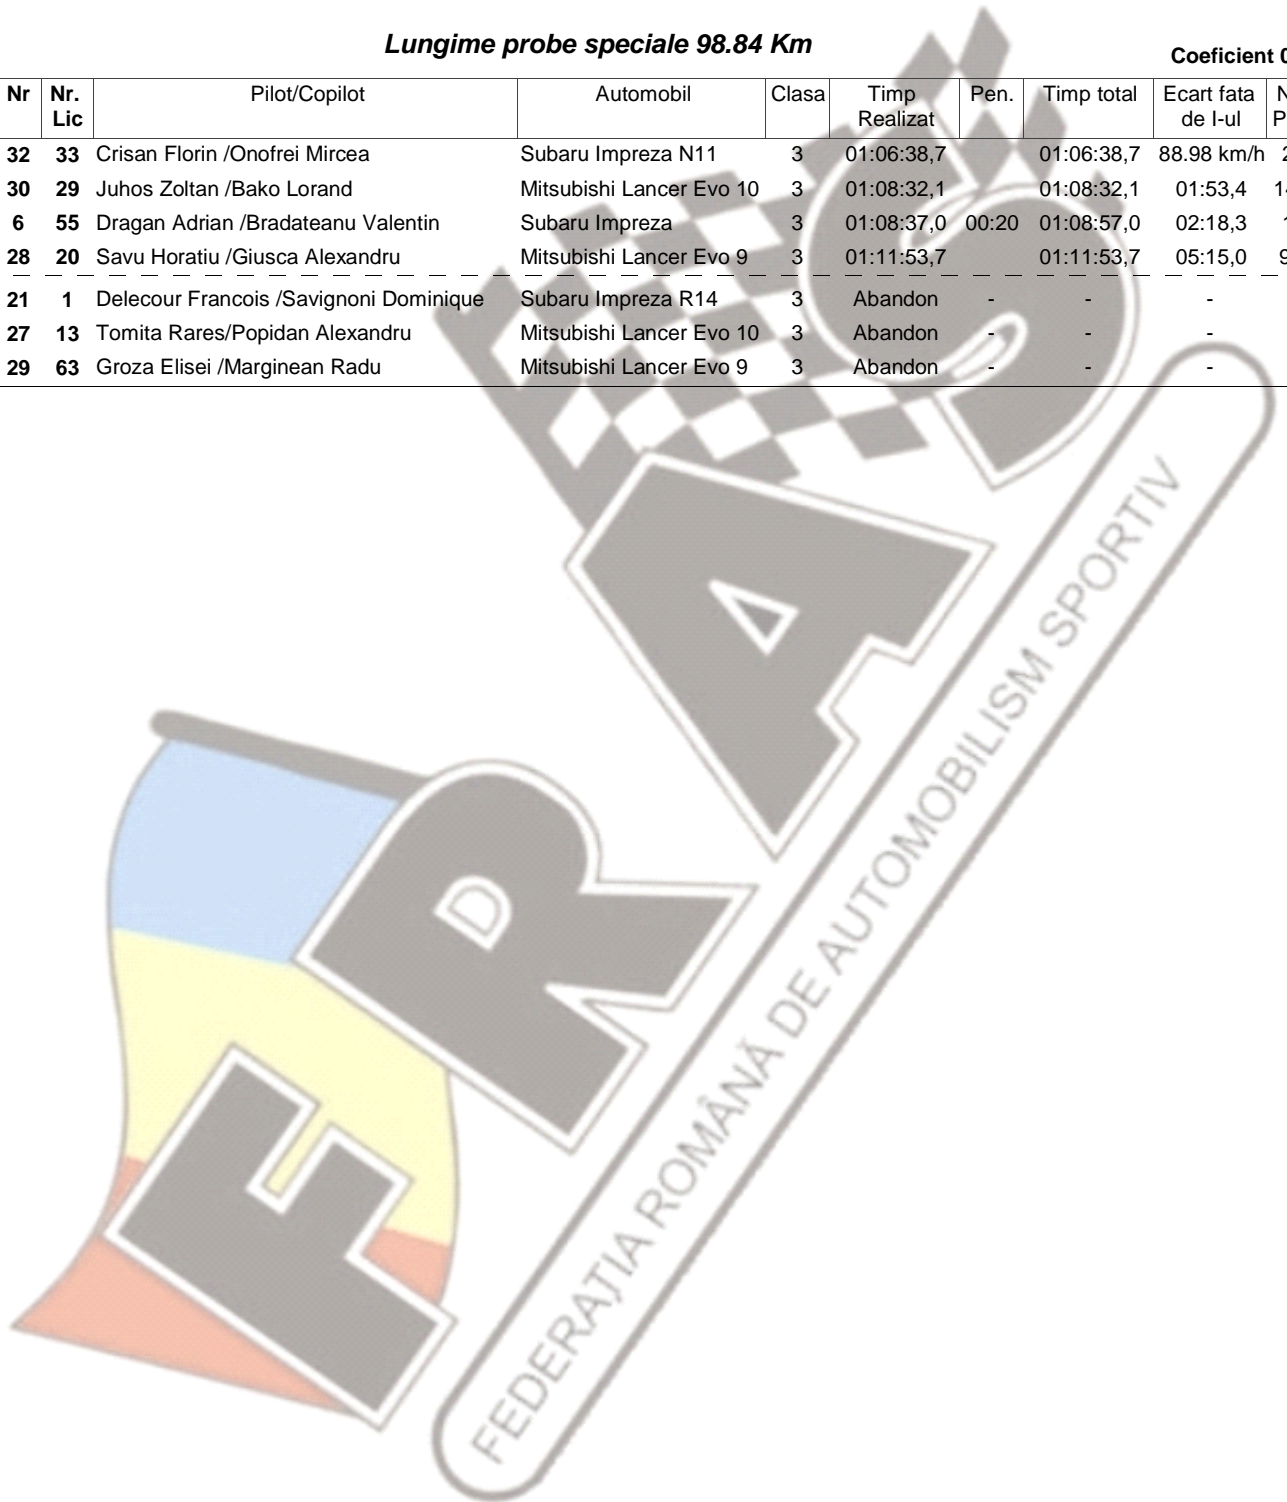 Lungime probe speciale 98.84 Km
Coeficient 0
Nr Nr. Lic Pilot/Copilot Automobil Clasa Timp Realizat Pen. Timp total Ecart fata de I-ul
32 33 Crisan Florin /Onofrei Mircea Subaru Impreza N11 3 01:06:38,7 01:06:38,7 88.98 km/h
30 29 Juhos Zoltan /Bako Lorand Mitsubishi Lancer Evo 10 3 01:08:32,1 01:08:32,1 01:53,4
6 55 Dragan Adrian /Bradateanu Valentin Subaru Impreza 3 01:08:37,0 00:20 01:08:57,0 02:18,3
28 20 Savu Horatiu /Giusca Alexandru Mitsubishi Lancer Evo 9 3 01:11:53,7 01:11:53,7 05:15,0
21 1 Delecour Francois /Savignoni Dominique Subaru Impreza R14 3 Abandon - - -
27 13 Tomita Rares/Popidan Alexandru Mitsubishi Lancer Evo 10 3 Abandon - - -
29 63 Groza Elisei /Marginean Radu Mitsubishi Lancer Evo 9 3 Abandon - - -
FRAS
FEDERAȚIA ROMÂNĂ DE AUTOMOBILISM SPORTIV